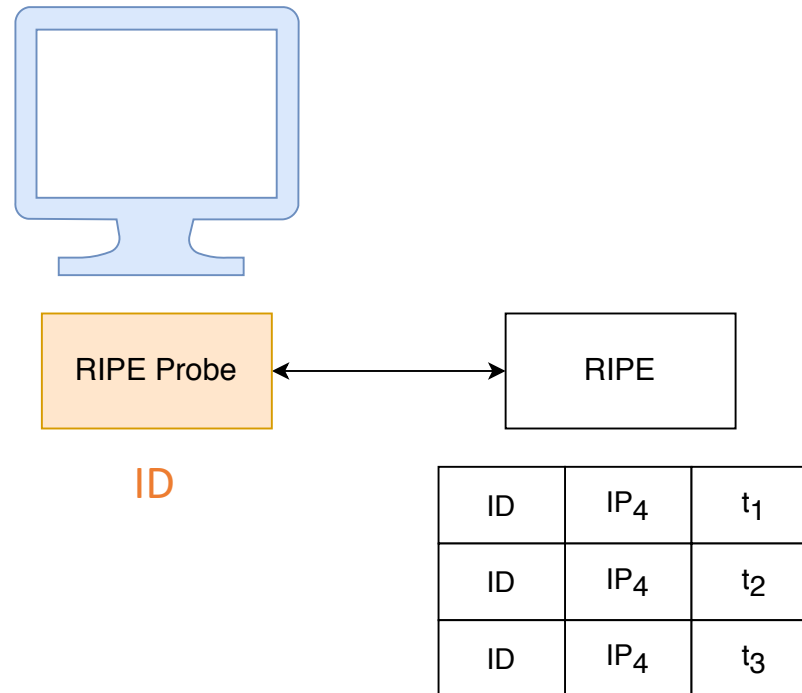 RIPE Probe
RIPE
ID
ID IP₄ t₁
ID IP₄ t₂
ID IP₄ t₃